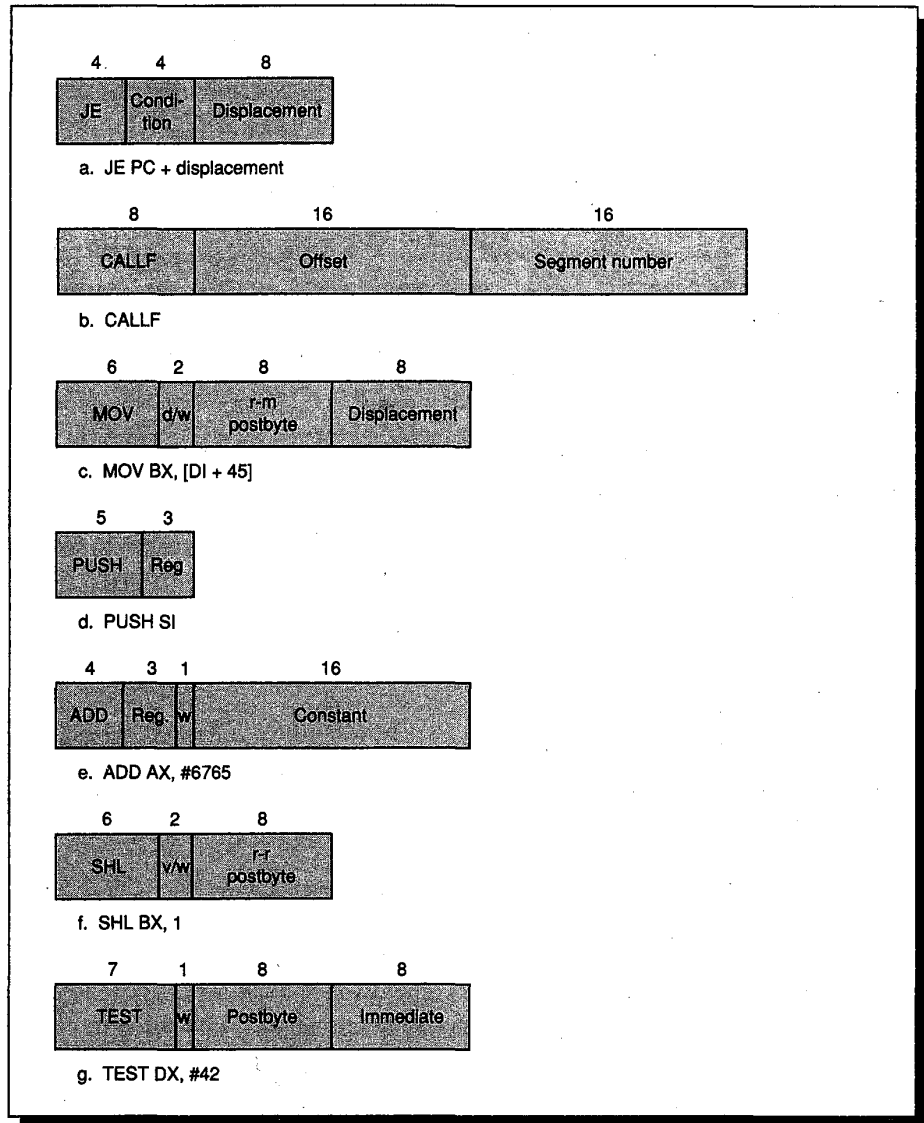 4 4 8
JE Condi-
tion Displacement
a. JE PC + displacement
8 16 16
CALLF Offset Segment number
b. CALLF
6 2 8 8
MOV d/w r-m
postbyte Displacement
c. MOV BX, [DI + 45]
5 3
PUSH Reg
d. PUSH SI
4 3 1 16
ADD Reg. w Constant
e. ADD AX, #6765
6 2 8
SHL v/w r-r
postbyte
f. SHL BX, 1
7 1 8 8
TEST w Postbyte Immediate
g. TEST DX, #42